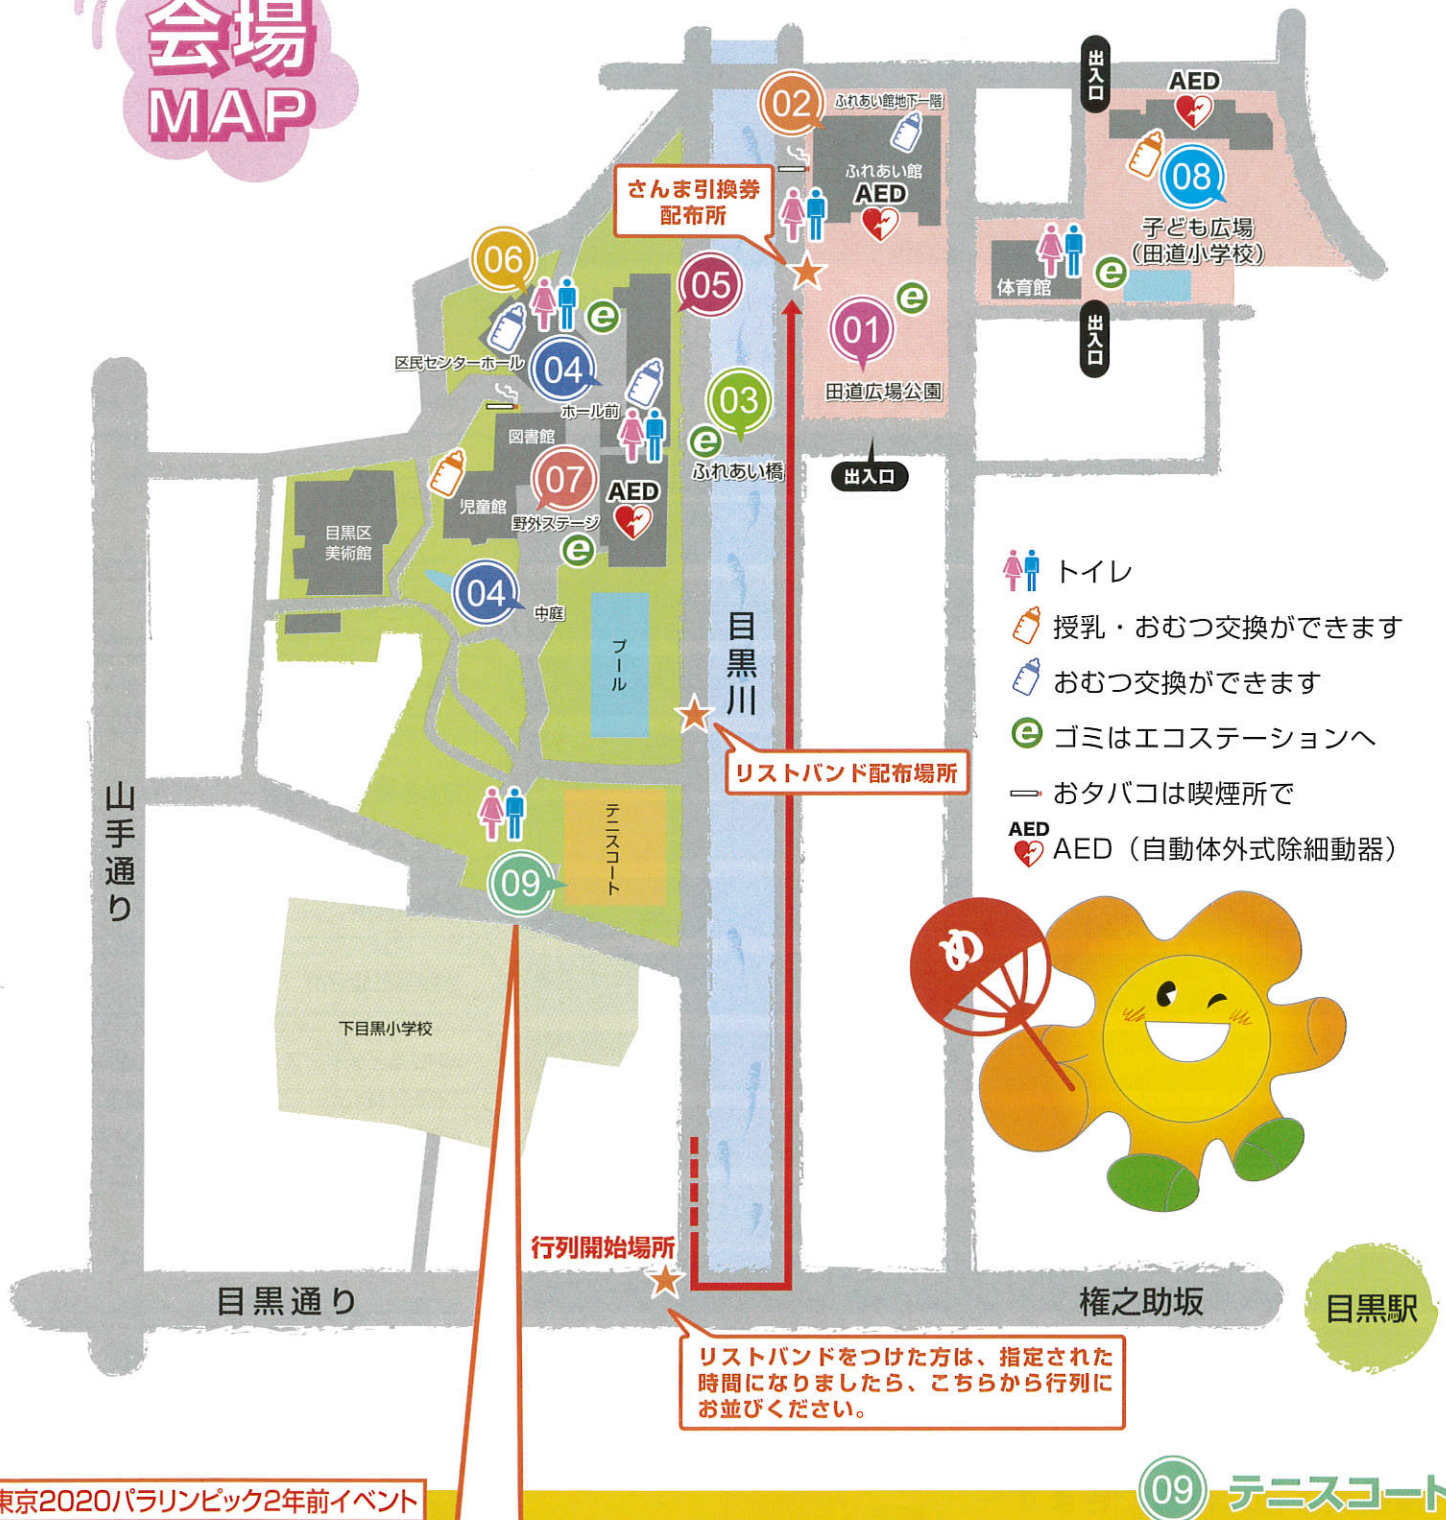 会場
MAP
出入口
AED
02
ふれあい館地下一階
ふれあい館
AED
08
子ども広場
(田道小学校)
さんま引換券
配布所
06
05
体育館
e
e
01
田道広場公園
出入口
e
区民センターホール
04
ホール前
03
e
ふれあい橋
出入口
図書館
07
児童館
野外ステージ
AED
e
目黒区
美術館
04
中庭
プール
目黒川
トイレ
授乳・おむつ交換ができます
おむつ交換ができます
e ゴミはエコステーションへ
おタバコは喫煙所で
AED
AED(自動体外式除細動器)
リストバンド配布場所
山手通り
テニスコート
09
め
下目黒小学校
行列開始場所
目黒通り
権之助坂
目黒駅
リストバンドをつけた方は、指定された
時間になりましたら、こちらから行列に
お並びください。
東京2020パラリンピック2年前イベント
09 テニスコート